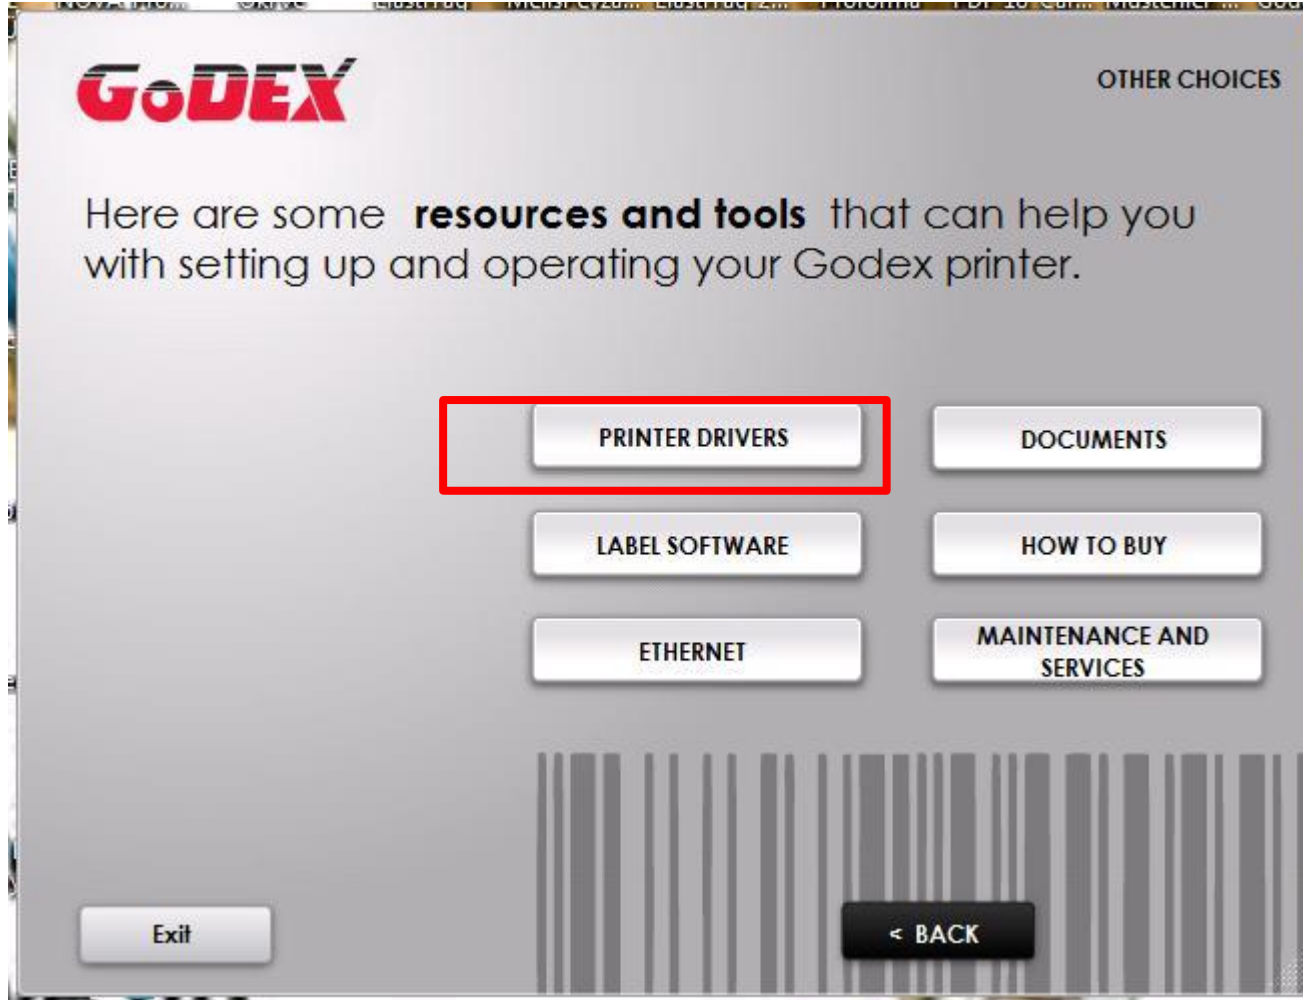 GoDEX
OTHER CHOICES
Here are some resources and tools that can help you
with setting up and operating your Godex printer.
PRINTER DRIVERS
DOCUMENTS
LABEL SOFTWARE
HOW TO BUY
ETHERNET
MAINTENANCE AND
SERVICES
Exit
< BACK